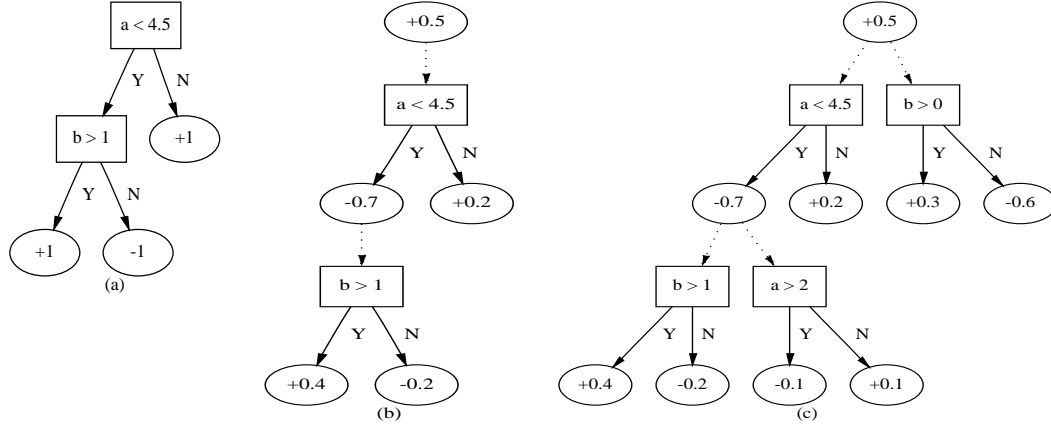 a < 4.5
Y N
b > 1 +1
Y N
+1 -1
(a)
+0.5
a < 4.5
Y N
-0.7 +0.2
b > 1
Y N
+0.4 -0.2
(b)
+0.5
a < 4.5 b > 0
Y N Y N
-0.7 +0.2 +0.3 -0.6
b > 1 a > 2
Y N Y N
+0.4 -0.2 -0.1 +0.1
(c)